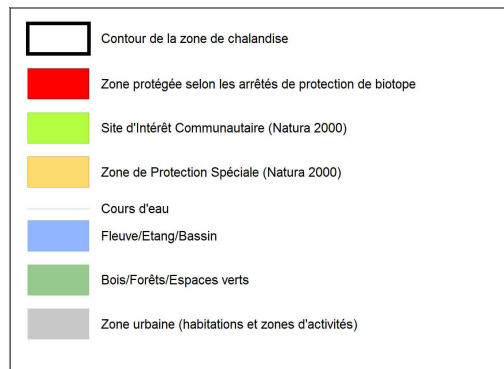 Contour de la zone de chalandise
Zone protégée selon les arrêtés de protection de biotope
Site d'Intérêt Communautaire (Natura 2000)
Zone de Protection Spéciale (Natura 2000)
Cours d'eau
Fleuve/Etang/Bassin
Bois/Forêts/Espaces verts
Zone urbaine (habitations et zones d'activités)